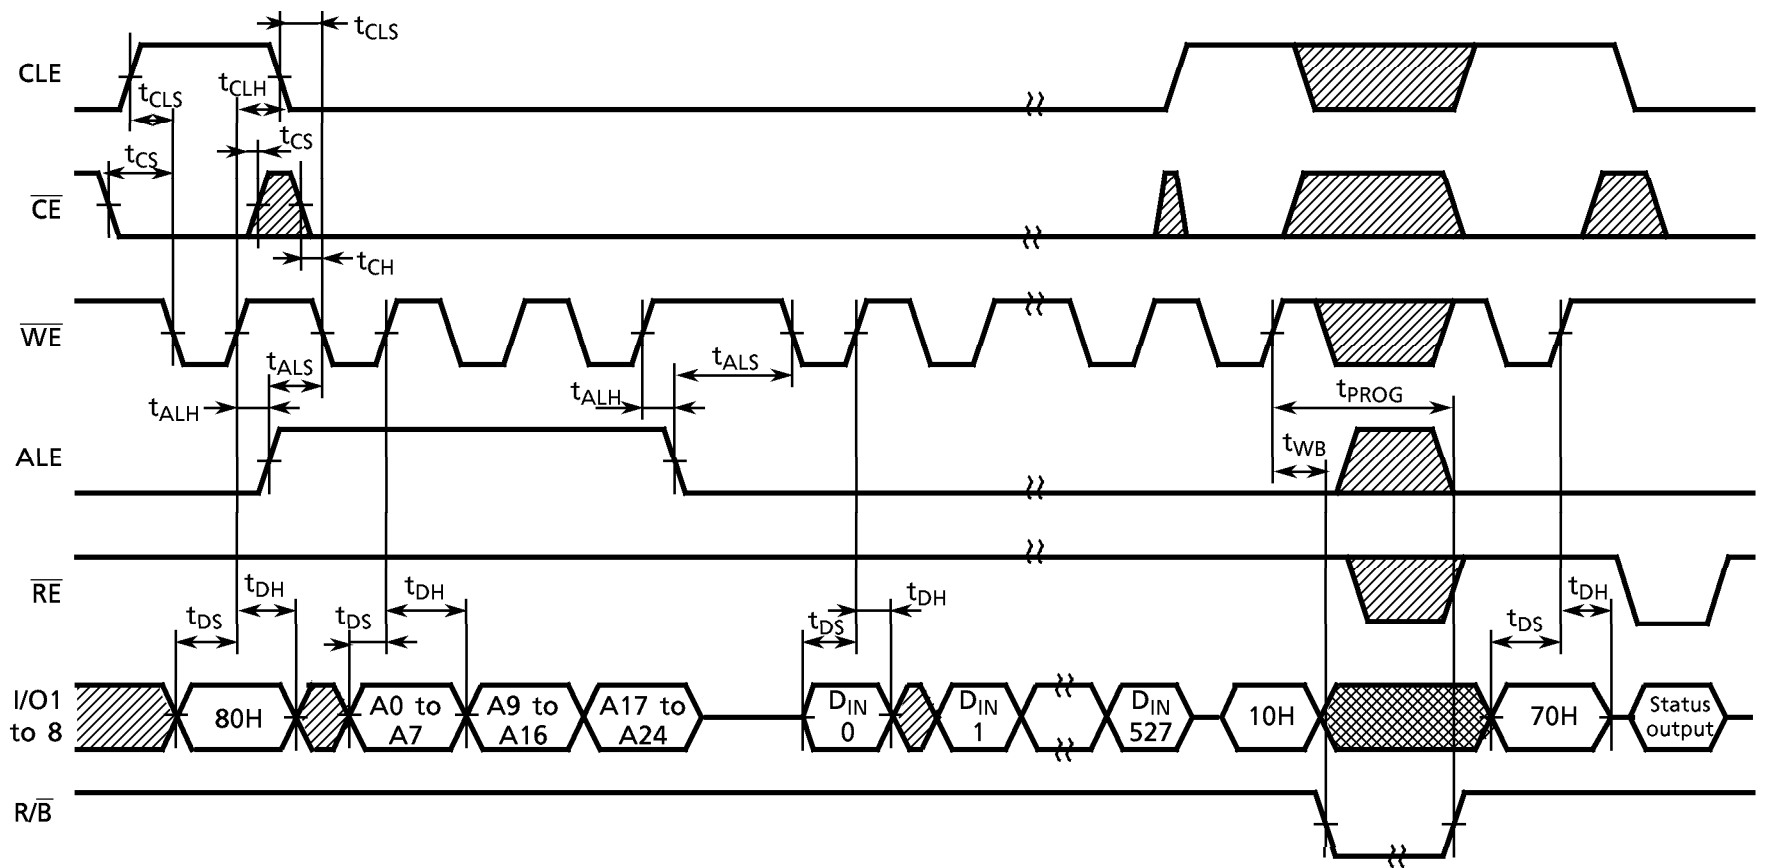 tCLS
CLE
tCLS
tCLH
tCS
tCS
CE
tCH
WE
tALS
tALS
tALH
tALH
tPROG
ALE
tWB
RE
tDH
tDH
tDH
tDH
tDS
tDS
tDS
tDS
I/O1
to 8
80H
A0 to
A7
A9 to
A16
A17 to
A24
DIN
0
DIN
1
DIN
527
10H
70H
Status
output
R/B